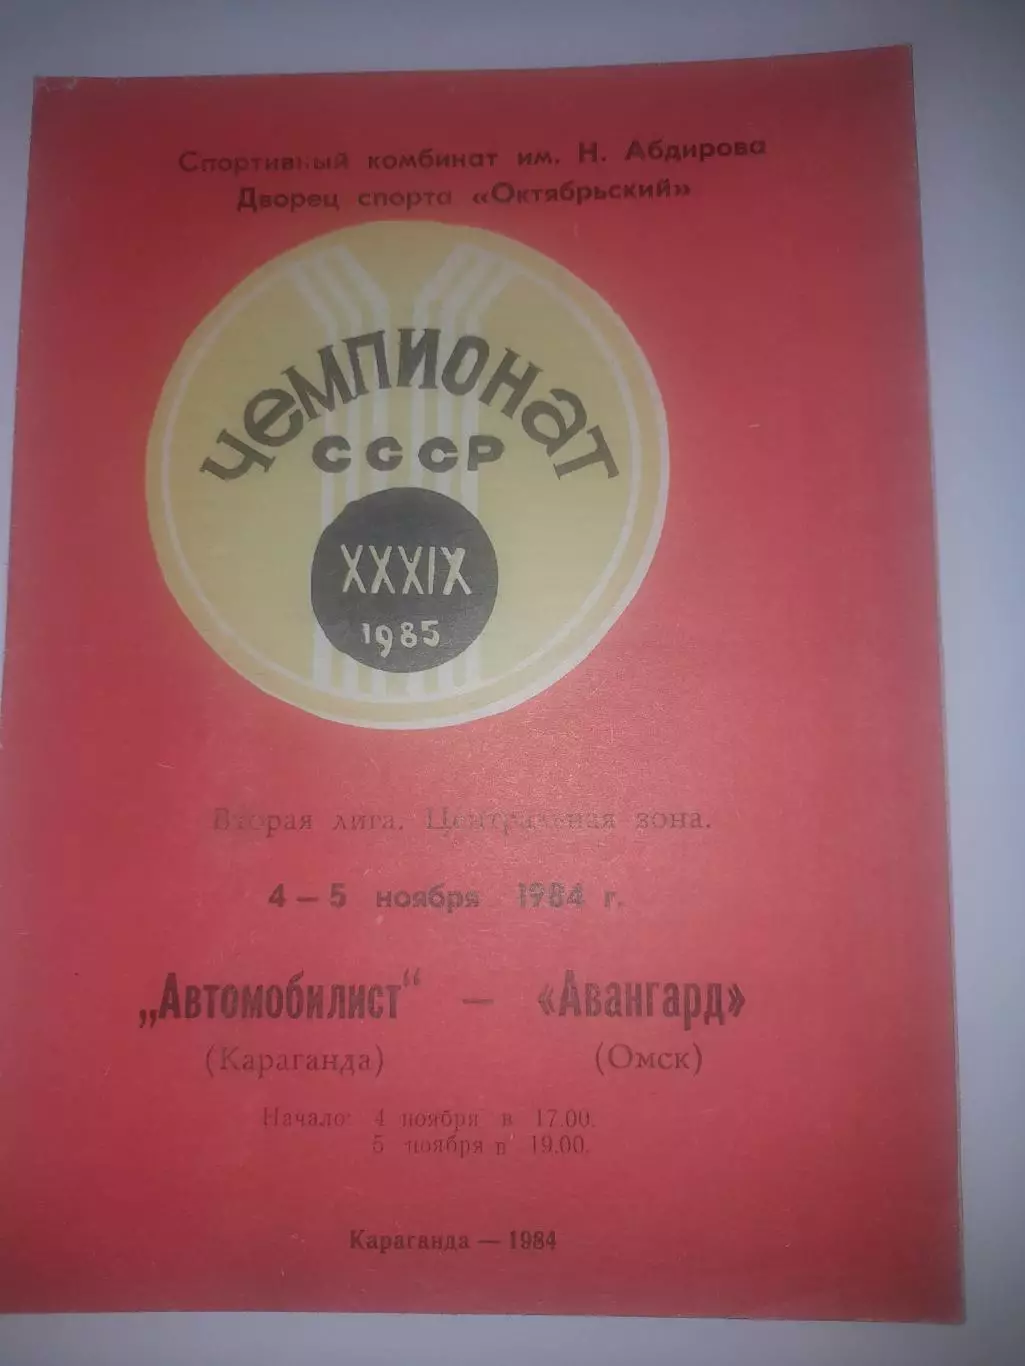 Спортивный комбинат им. Н. Абдирова
Дворец спорта «Октябрьский»
Чемпионат
СССР
XXXIX
1985
Вторая лига. Центральная зона.
4 — 5 ноября 1984 г.
„Автомобилист“ — «Авангард»
(Караганда) (Омск)
Начало: 4 ноября в 17.00.
5 ноября в 19.00.
Караганда — 1984